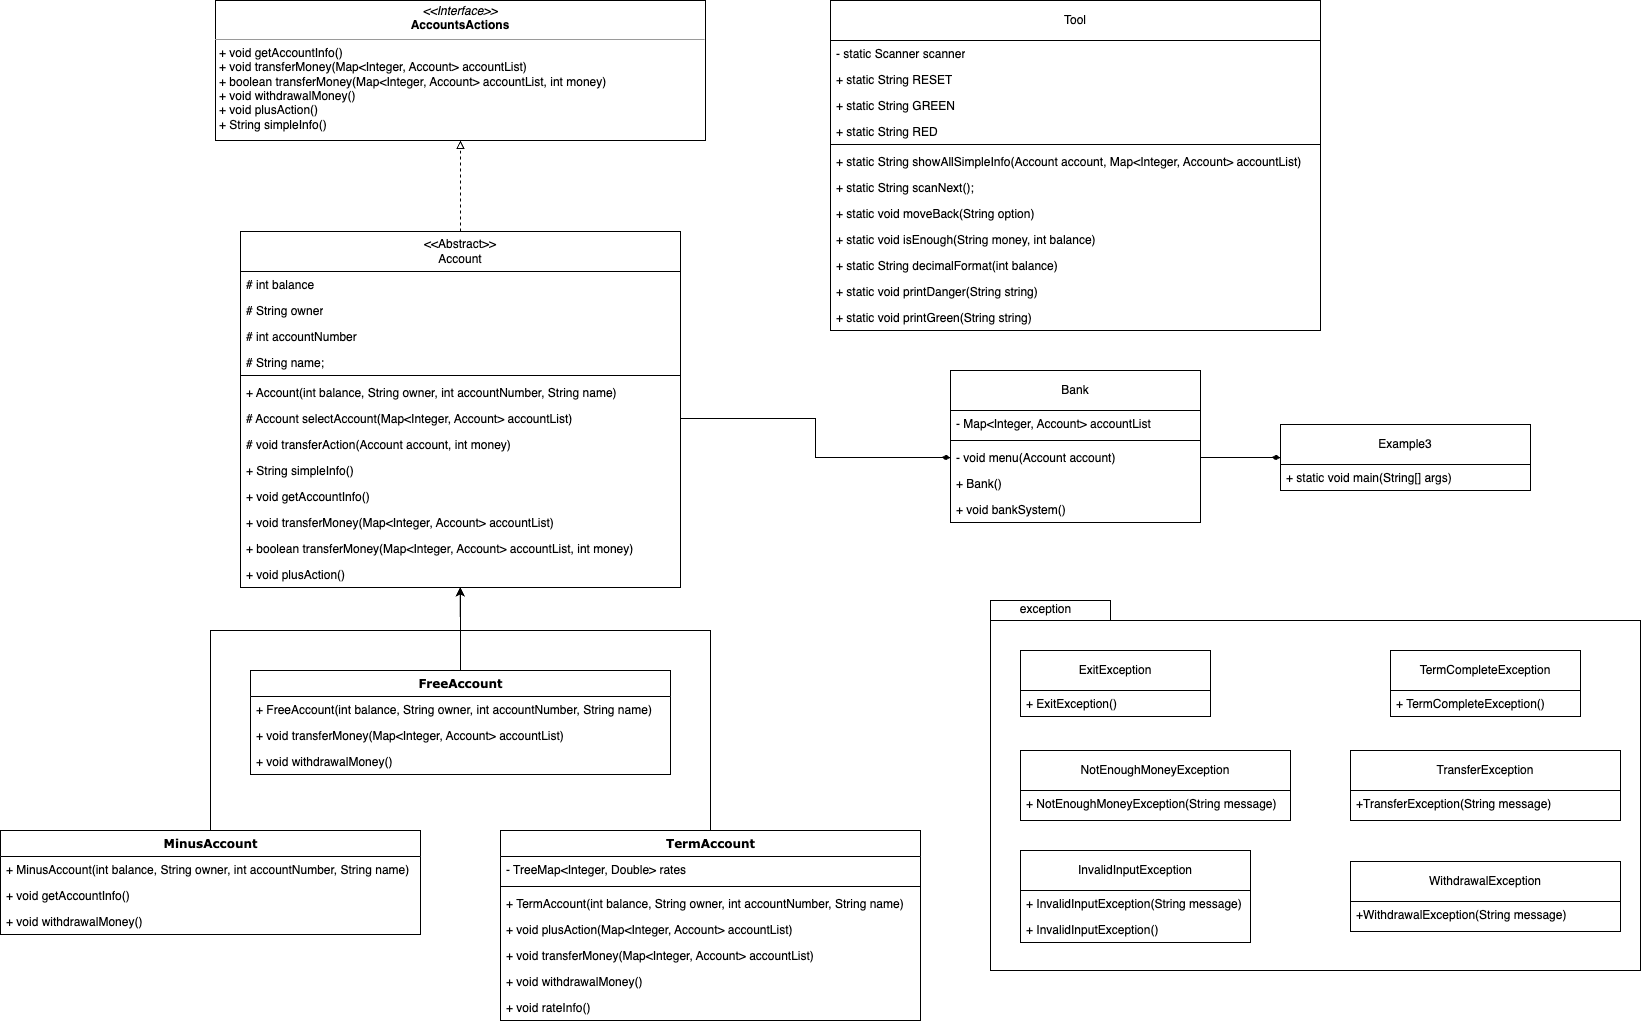 <<Interface>>
AccountsActions
+ void getAccountInfo()
+ void transferMoney(Map<Integer, Account> accountList)
+ boolean transferMoney(Map<Integer, Account> accountList, int money)
+ void withdrawalMoney()
+ void plusAction()
+ String simpleInfo()
Tool
- static Scanner scanner
+ static String RESET
+ static String GREEN
+ static String RED
+ static String showAllSimpleInfo(Account account, Map<Integer, Account> accountList)
+ static String scanNext();
+ static void moveBack(String option)
+ static void isEnough(String money, int balance)
+ static String decimalFormat(int balance)
+ static void printDanger(String string)
+ static void printGreen(String string)
<<Abstract>>
Account
# int balance
# String owner
# int accountNumber
# String name;
+ Account(int balance, String owner, int accountNumber, String name)
# Account selectAccount(Map<Integer, Account> accountList)
# void transferAction(Account account, int money)
+ String simpleInfo()
+ void getAccountInfo()
+ void transferMoney(Map<Integer, Account> accountList)
+ boolean transferMoney(Map<Integer, Account> accountList, int money)
+ void plusAction()
Bank
- Map<Integer, Account> accountList
- void menu(Account account)
+ Bank()
+ void bankSystem()
Example3
+ static void main(String[] args)
FreeAccount
+ FreeAccount(int balance, String owner, int accountNumber, String name)
+ void transferMoney(Map<Integer, Account> accountList)
+ void withdrawalMoney()
MinusAccount
+ MinusAccount(int balance, String owner, int accountNumber, String name)
+ void getAccountInfo()
+ void withdrawalMoney()
TermAccount
- TreeMap<Integer, Double> rates
+ TermAccount(int balance, String owner, int accountNumber, String name)
+ void plusAction(Map<Integer, Account> accountList)
+ void transferMoney(Map<Integer, Account> accountList)
+ void withdrawalMoney()
+ void rateInfo()
exception
ExitException
+ ExitException()
TermCompleteException
+ TermCompleteException()
NotEnoughMoneyException
+ NotEnoughMoneyException(String message)
TransferException
+TransferException(String message)
InvalidInputException
+ InvalidInputException(String message)
+ InvalidInputException()
WithdrawalException
+WithdrawalException(String message)